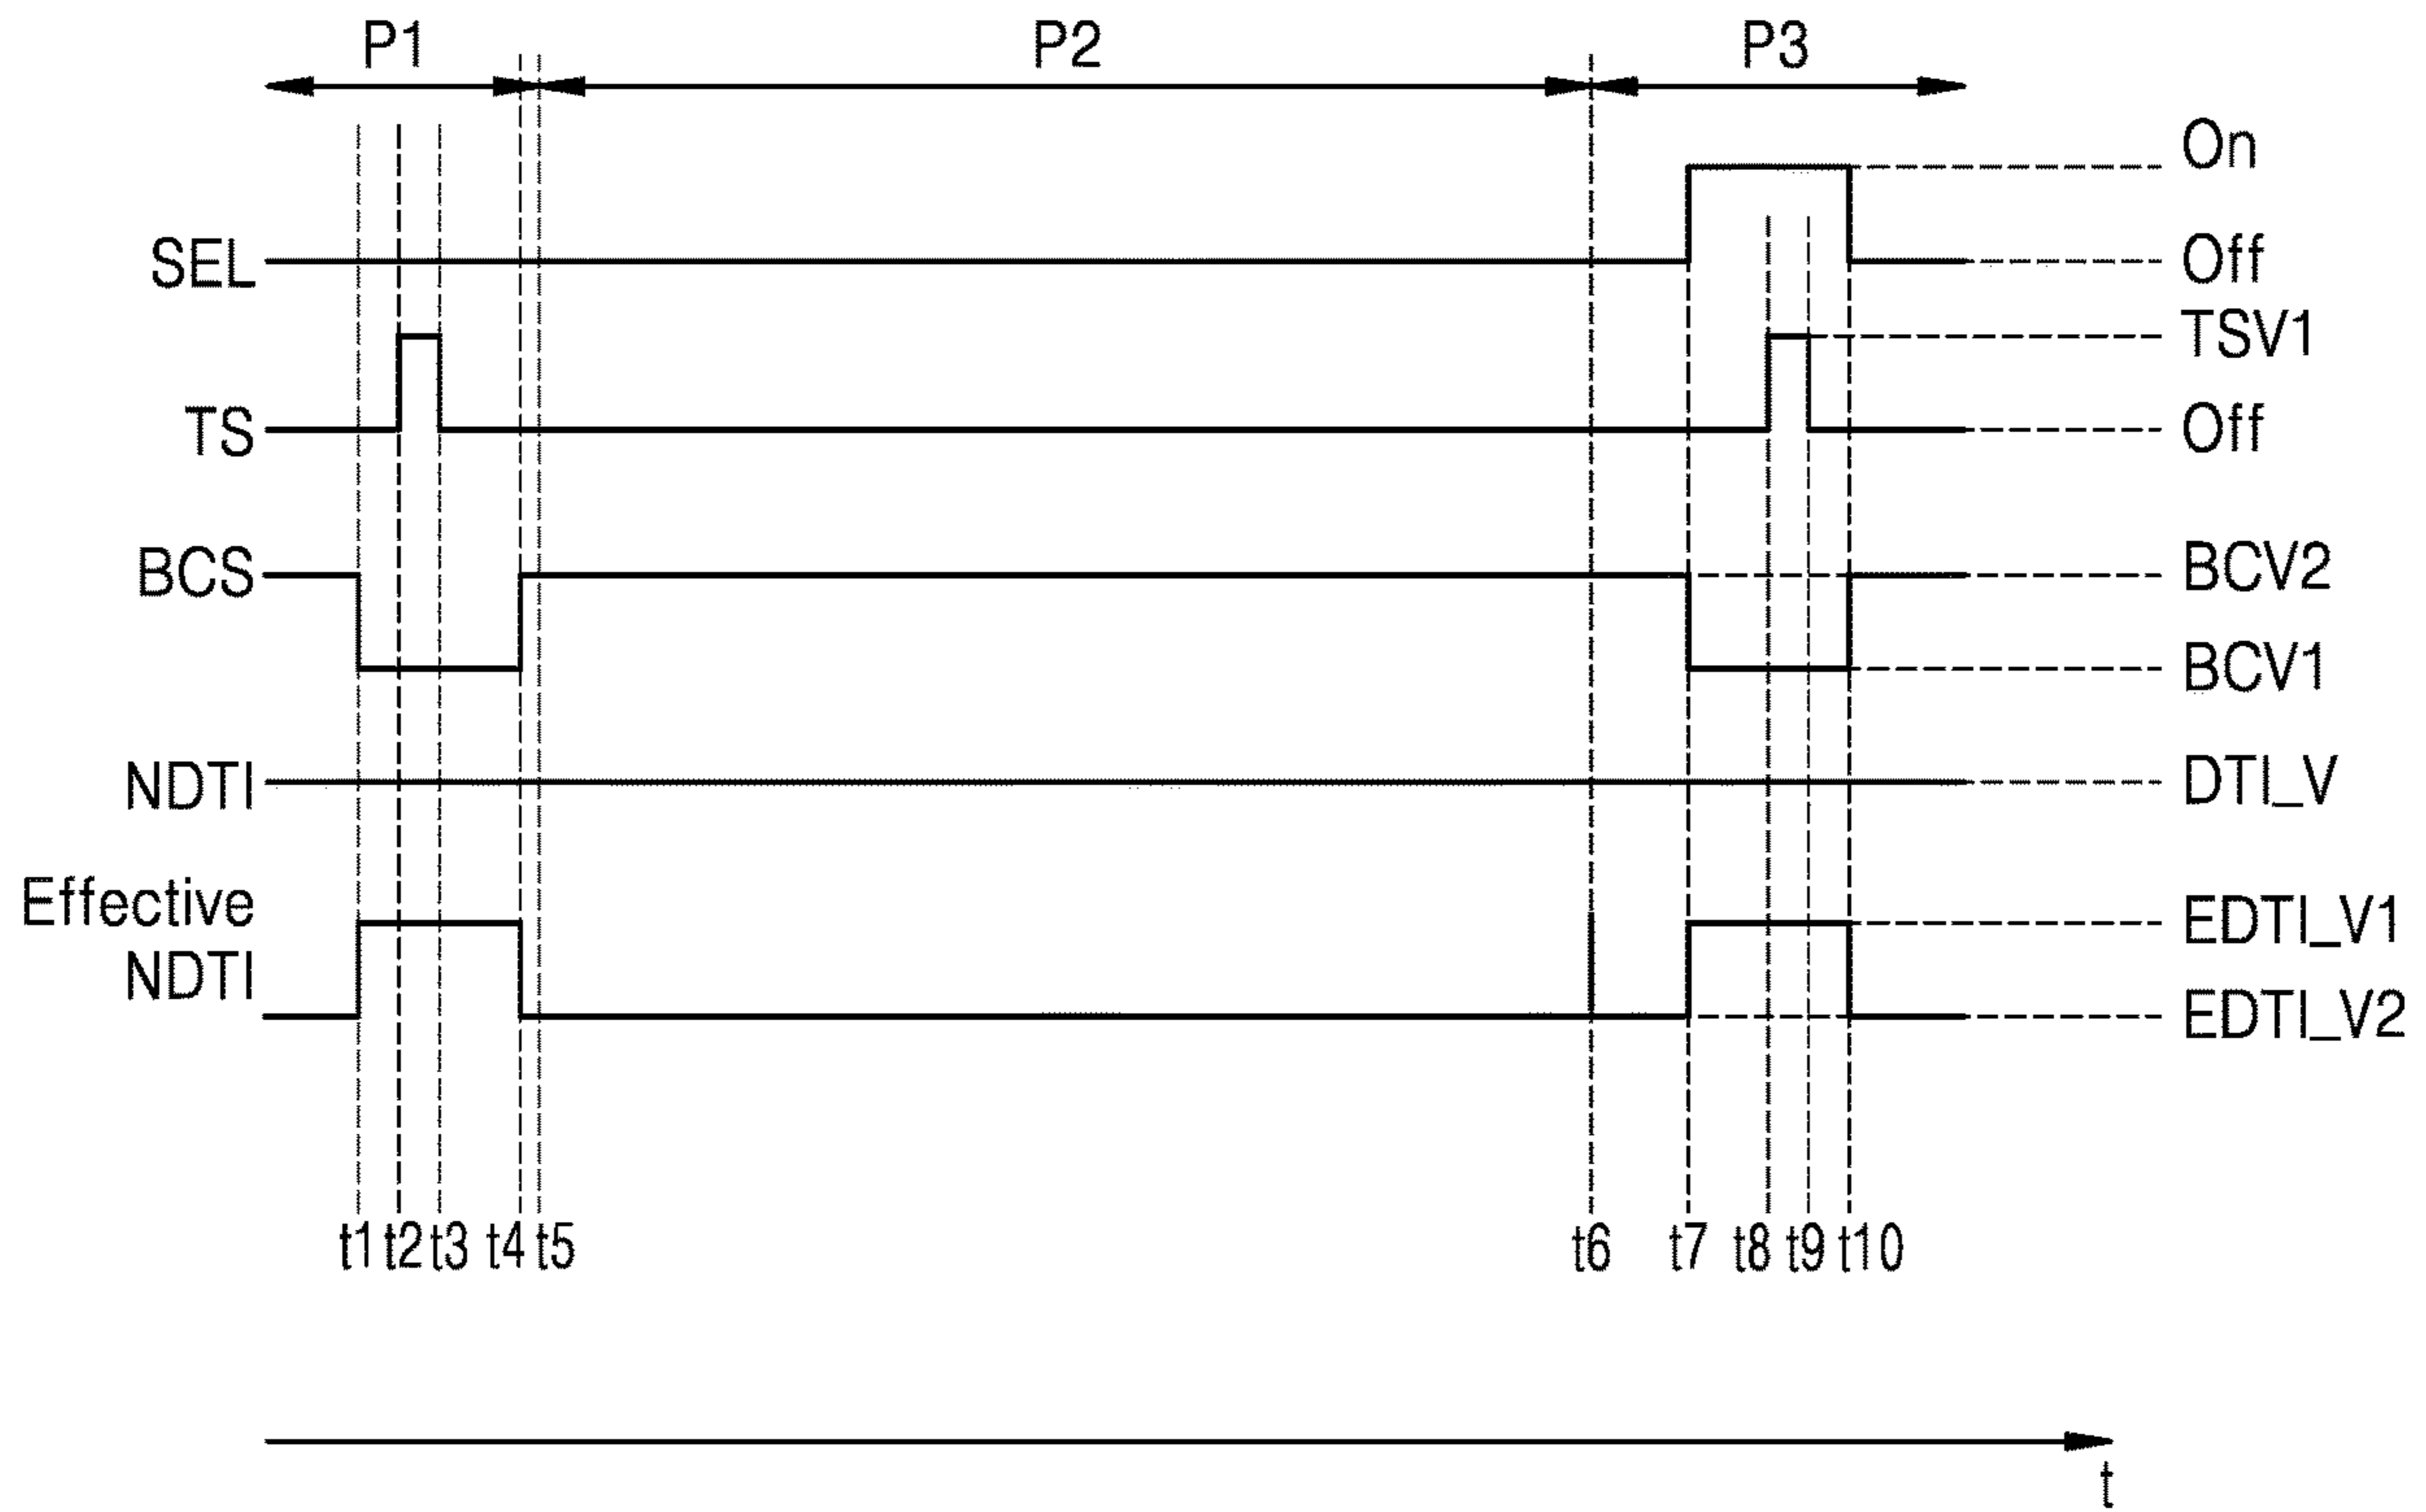 P1 P2 P3
On
SEL Off
TSV1
TS Off
BCS BCV2
BCV1
NDTI DTI_V
Effective EDTI_V1
NDTI EDTI_V2
t1 t2 t3 t4 t5 t6 t7 t8 t9 t10
t